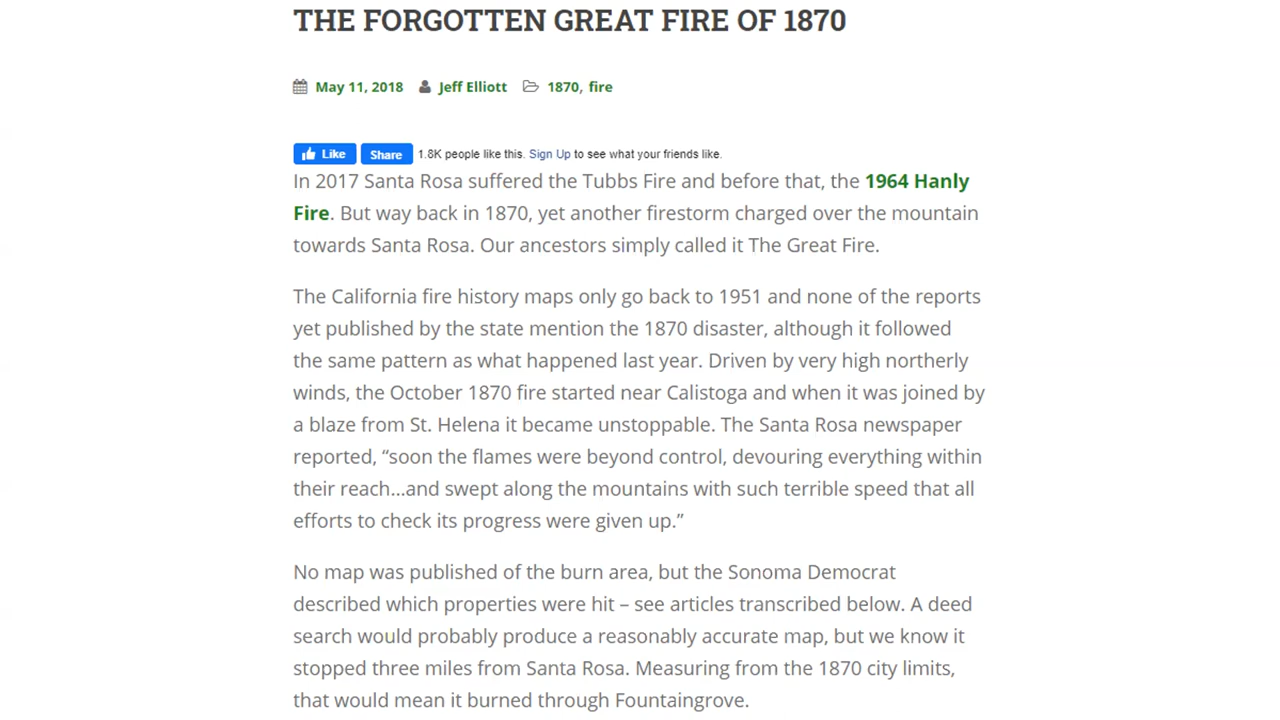 THE FORGOTTEN GREAT FIRE OF 1870
May 11, 2018 Jeff Elliott 1870, fire
Like Share 1.8K people like this. Sign Up to see what your friends like.
In 2017 Santa Rosa suffered the Tubbs Fire and before that, the 1964 Hanly
Fire. But way back in 1870, yet another firestorm charged over the mountain
towards Santa Rosa. Our ancestors simply called it The Great Fire.
The California fire history maps only go back to 1951 and none of the reports
yet published by the state mention the 1870 disaster, although it followed
the same pattern as what happened last year. Driven by very high northerly
winds, the October 1870 fire started near Calistoga and when it was joined by
a blaze from St. Helena it became unstoppable. The Santa Rosa newspaper
reported, “soon the flames were beyond control, devouring everything within
their reach…and swept along the mountains with such terrible speed that all
efforts to check its progress were given up.”
No map was published of the burn area, but the Sonoma Democrat
described which properties were hit – see articles transcribed below. A deed
search would probably produce a reasonably accurate map, but we know it
stopped three miles from Santa Rosa. Measuring from the 1870 city limits,
that would mean it burned through Fountaingrove.